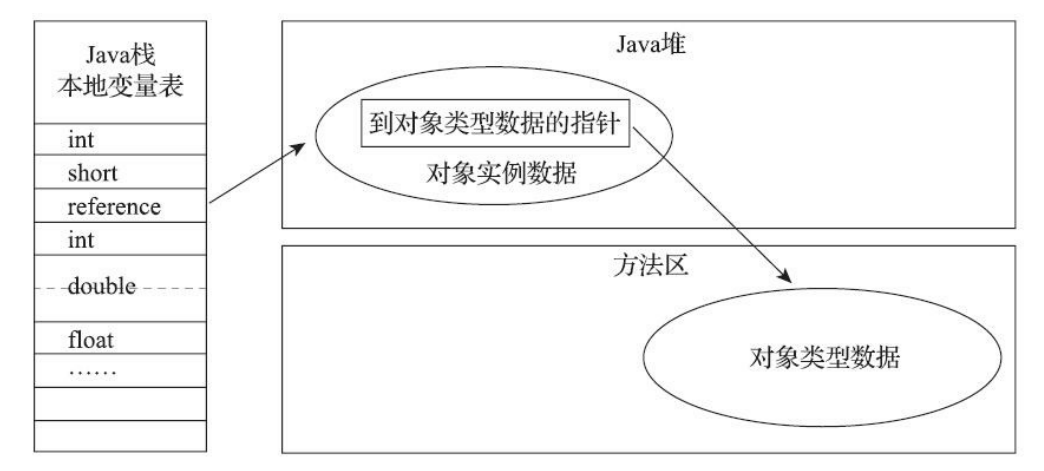 Java栈
本地变量表
int
short
reference
int
double
float
……
Java堆
到对象类型数据的指针
对象实例数据
方法区
对象类型数据